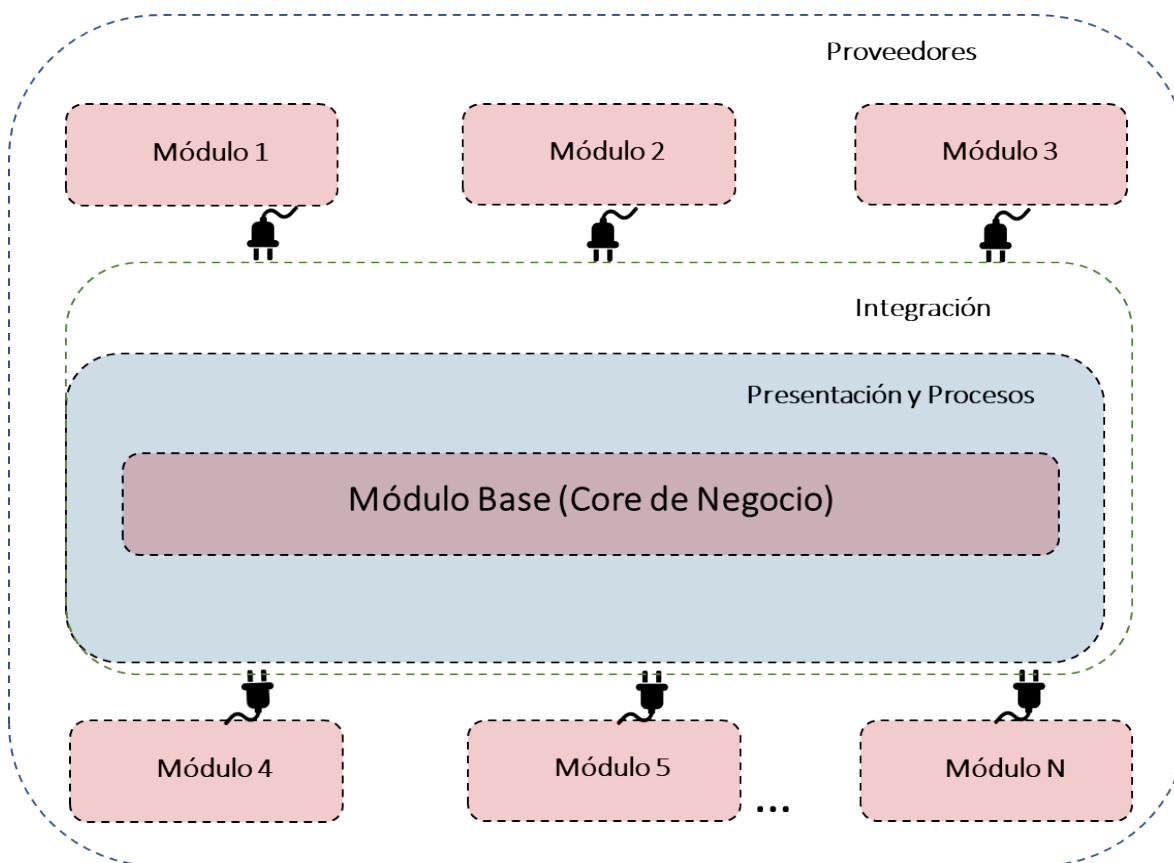 Proveedores
Módulo 1
Módulo 2
Módulo 3
Integración
Presentación y Procesos
Módulo Base (Core de Negocio)
Módulo 4
Módulo 5
...
Módulo N